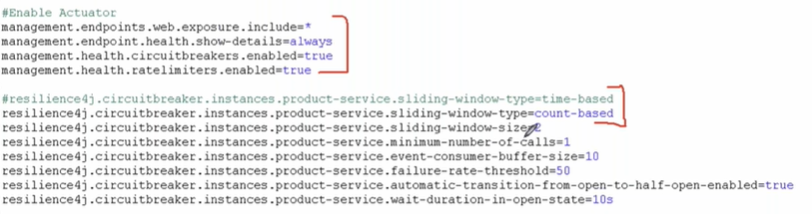 #Enable Actuator
management.endpoints.web.exposure.include=*
management.endpoint.health.show-details=always
management.health.circuitbreakers.enabled=true
management.health.ratelimiters.enabled=true
#resilience4j.circuitbreaker.instances.product-service.sliding-window-type=time-based
resilience4j.circuitbreaker.instances.product-service.sliding-window-type=count-based
resilience4j.circuitbreaker.instances.product-service.sliding-window-size=2
resilience4j.circuitbreaker.instances.product-service.minimum-number-of-calls=1
resilience4j.circuitbreaker.instances.product-service.event-consumer-buffer-size=10
resilience4j.circuitbreaker.instances.product-service.failure-rate-threshold=50
resilience4j.circuitbreaker.instances.product-service.automatic-transition-from-open-to-half-open-enabled=true
resilience4j.circuitbreaker.instances.product-service.wait-duration-in-open-state=10s